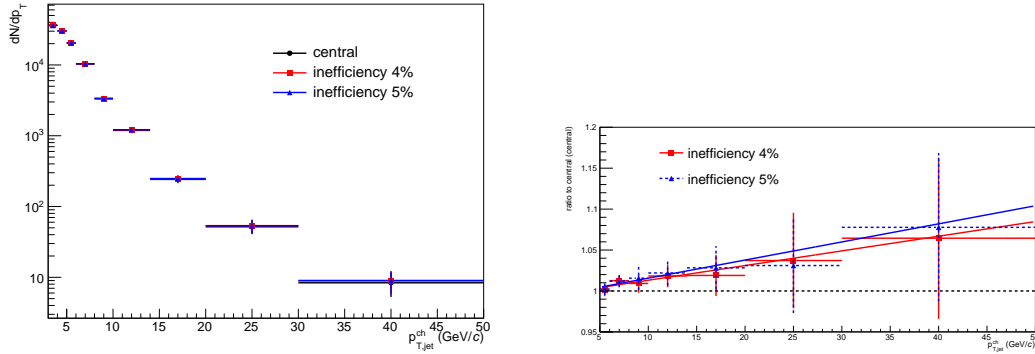 dN/dp_T
10^4
10^3
10^2
10
central
inefficiency 4%
inefficiency 5%
5 10 15 20 25 30 35 40 45 50
p^ch_T,jet (GeV/c)
ratio to central (central)
1.2
1.15
1.1
1.05
1
0.95
inefficiency 4%
inefficiency 5%
5 10 15 20 25 30 35 40 45 50
p^ch_T,jet (GeV/c)